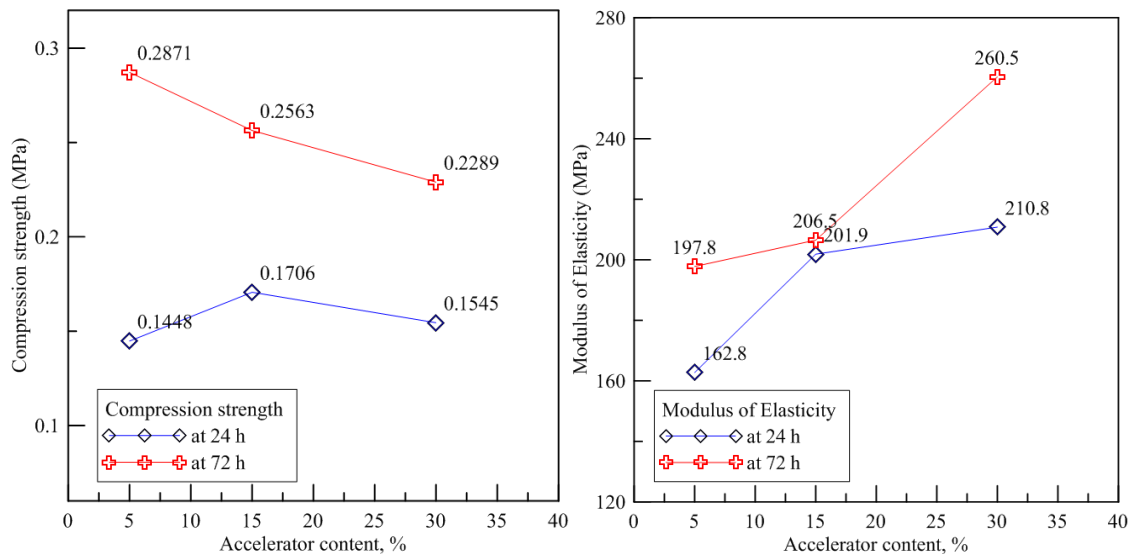 Compression strength (MPa)
0.3
0.2
0.1
0.2871
0.2563
0.2289
0.1706
0.1545
0.1448
Compression strength
at 24 h
at 72 h
0 5 10 15 20 25 30 35 40
Accelerator content, %
Modulus of Elasticity (MPa)
280
240
200
160
120
260.5
210.8
206.5
201.9
197.8
162.8
Modulus of Elasticity
at 24 h
at 72 h
0 5 10 15 20 25 30 35 40
Accelerator content, %